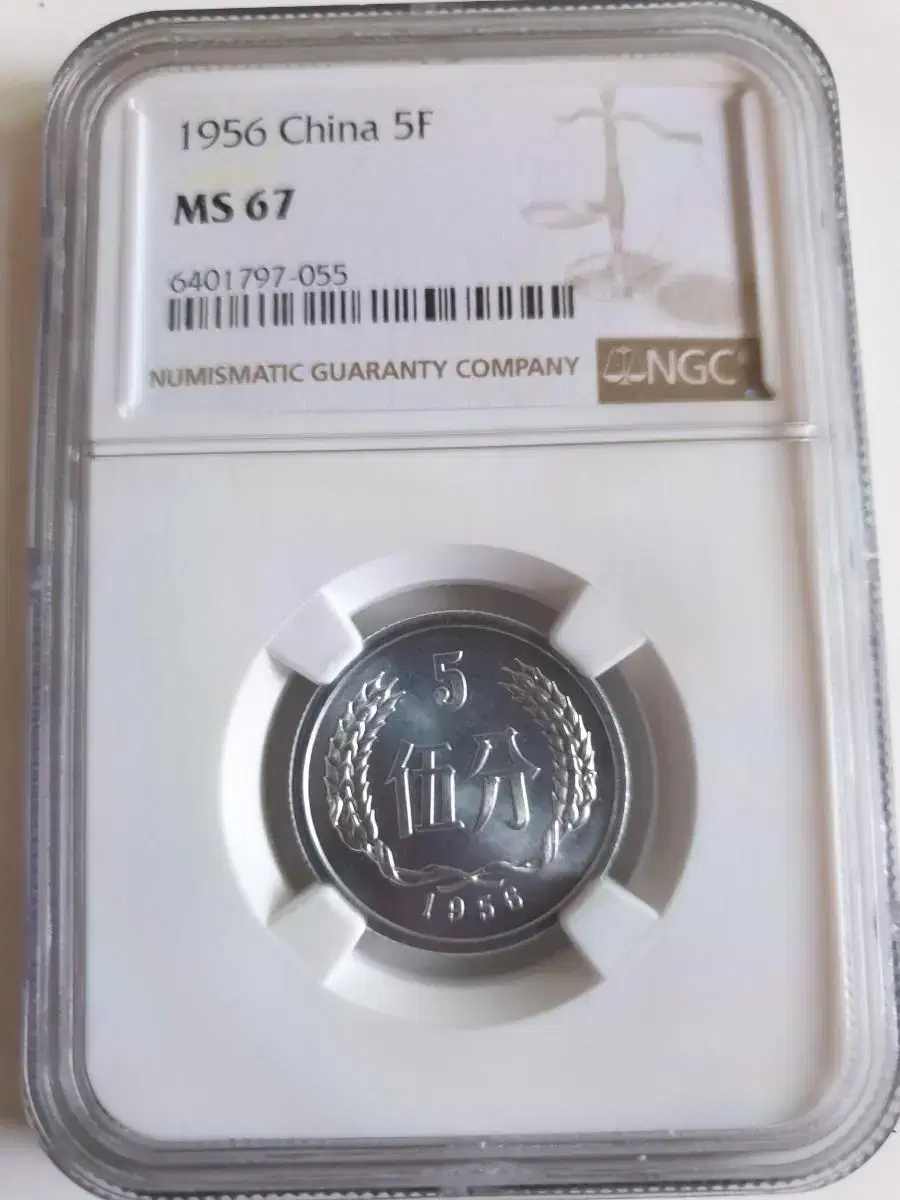 1956 China 5F
MS 67
6401797-055
NUMISMATIC GUARANTY COMPANY
NGC
5
伍分
1956